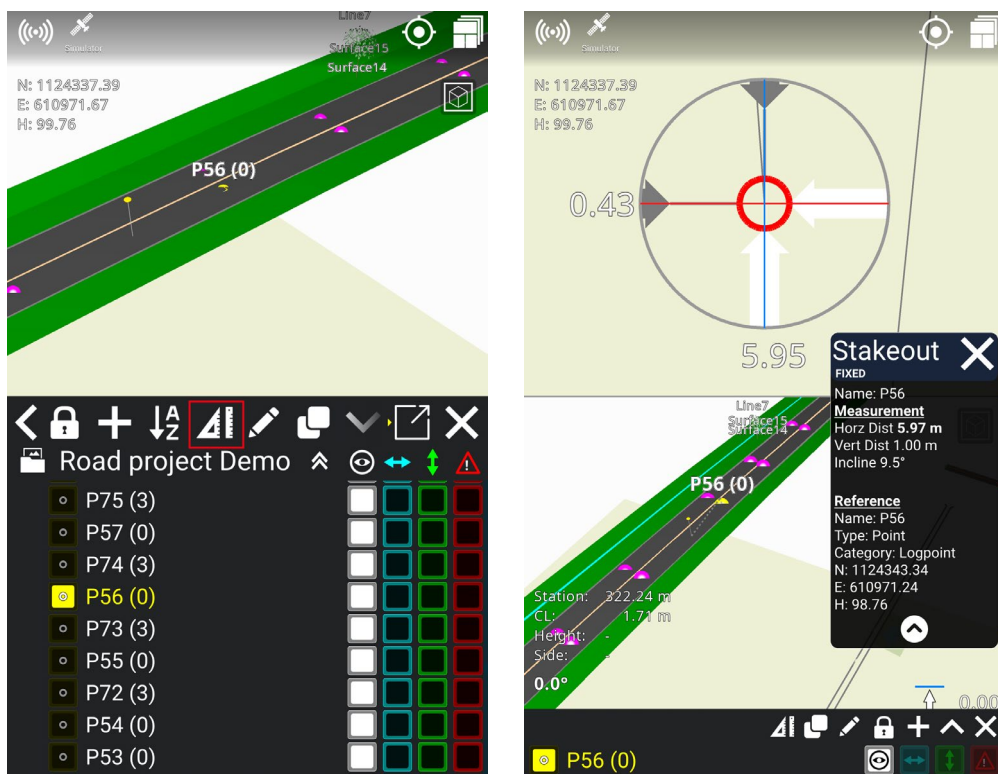 Simulator
Line7
Surface15
Surface14
N: 1124337.39
E: 610971.67
H: 99.76
P56 (0)
A
Z
Road project Demo
P75 (3)
P57 (0)
P74 (3)
P56 (0)
P73 (3)
P55 (0)
P72 (3)
P54 (0)
P53 (0)
Simulator
N: 1124337.39
E: 610971.67
H: 99.76
0.43
5.95
Stakeout
FIXED
Name: P56
Measurement
Horz Dist 5.97 m
Vert Dist 1.00 m
Incline 9.5°
Reference
Name: P56
Type: Point
Category: Logpoint
N: 1124343.34
E: 610971.24
H: 98.76
Line7
Surface15
Surface14
P56 (0)
Station: 322.24 m
CL: 1.71 m
Height: -
Side: -
0.0°
0.00
P56 (0)